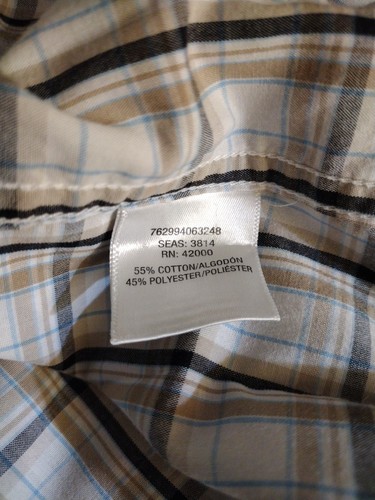 762994063248
SEAS: 3814
RN: 42000
55% COTTON/ALGODÓN
45% POLYESTER/POLIÉSTER